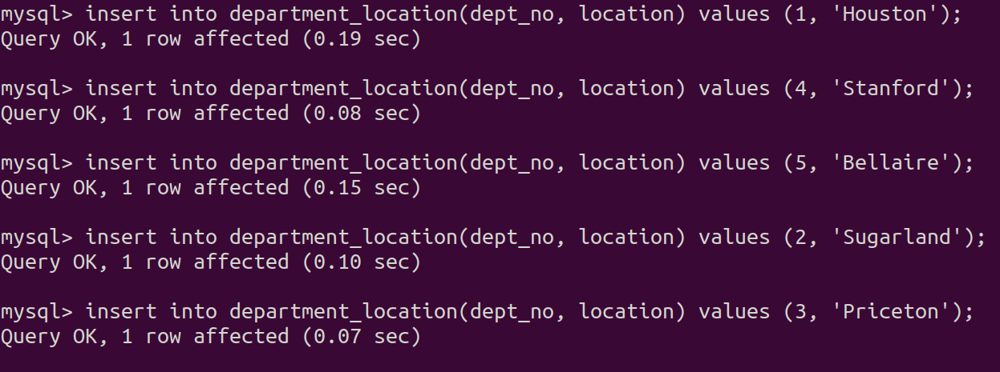 mysql> insert into department_location(dept_no, location) values (1, 'Houston');
Query OK, 1 row affected (0.19 sec)
mysql> insert into department_location(dept_no, location) values (4, 'Stanford');
Query OK, 1 row affected (0.08 sec)
mysql> insert into department_location(dept_no, location) values (5, 'Bellaire');
Query OK, 1 row affected (0.15 sec)
mysql> insert into department_location(dept_no, location) values (2, 'Sugarland');
Query OK, 1 row affected (0.10 sec)
mysql> insert into department_location(dept_no, location) values (3, 'Priceton');
Query OK, 1 row affected (0.07 sec)